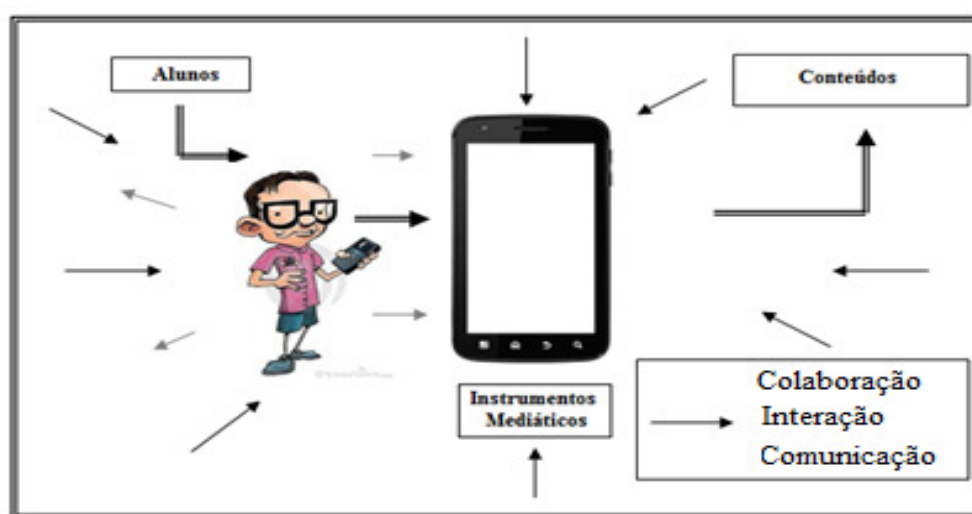 Alunos
Conteúdos
Instrumentos
Mediáticos
Colaboração
Interação
Comunicação